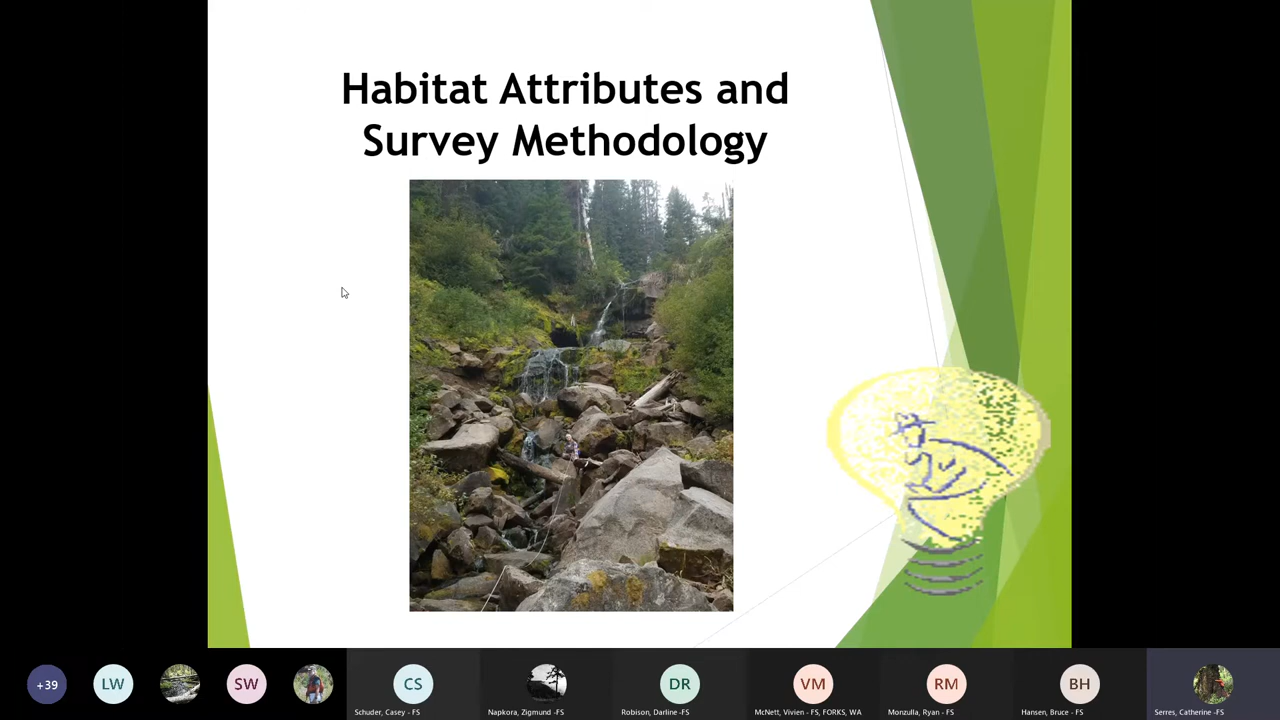 Habitat Attributes and
Survey Methodology
+39
LW
SW
CS
DR
VM
RM
BH
Schuder, Casey - FS
Napkora, Zigmund -FS
Robison, Darline -FS
McNett, Vivien - FS, FORKS, WA
Monzulla, Ryan - FS
Hansen, Bruce - FS
Serres, Catherine -FS